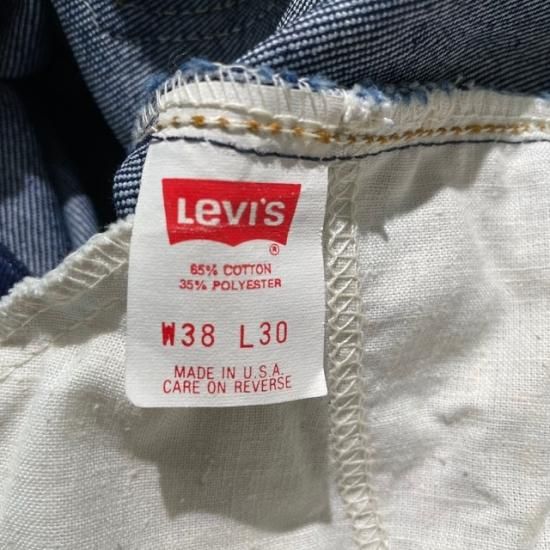 Levi's
®
65% COTTON
35% POLYESTER
W38 L30
MADE IN U.S.A.
CARE ON REVERSE